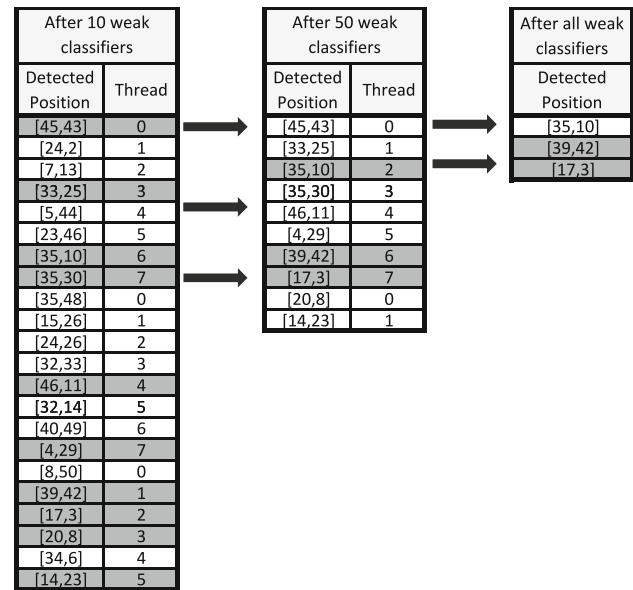 After 10 weak
classifiers
Detected
Position
Thread
[45,43] 0
[24,2] 1
[7,13] 2
[33,25] 3
[5,44] 4
[23,46] 5
[35,10] 6
[35,30] 7
[35,48] 0
[15,26] 1
[24,26] 2
[32,33] 3
[46,11] 4
[32,14] 5
[40,49] 6
[4,29] 7
[8,50] 0
[39,42] 1
[17,3] 2
[20,8] 3
[34,6] 4
[14,23] 5
After 50 weak
classifiers
Detected
Position
Thread
[45,43] 0
[33,25] 1
[35,10] 2
[35,30] 3
[46,11] 4
[4,29] 5
[39,42] 6
[17,3] 7
[20,8] 0
[14,23] 1
After all weak
classifiers
Detected
Position
[35,10]
[39,42]
[17,3]